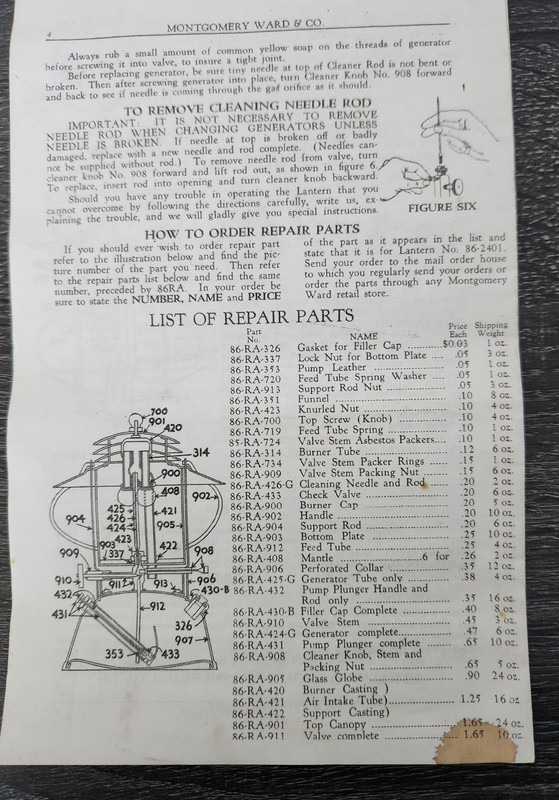 4
MONTGOMERY WARD & CO.
Always rub a small amount of common yellow soap on the threads of generator
before screwing it into valve, to insure a tight joint.
Before replacing generator, be sure tiny needle at top of Cleaner Rod is not bent or
broken. Then after screwing generator into place, turn Cleaner Knob No. 908 forward
and back to see if needle is coming through the gas orifice as it should.
TO REMOVE CLEANING NEEDLE ROD
IMPORTANT: IT IS NOT NECESSARY TO REMOVE
NEEDLE ROD WHEN CHANGING GENERATORS UNLESS
NEEDLE IS BROKEN. If needle at top is broken off or badly
damaged, replace with a new needle and rod complete. (Needles can-
not be supplied without rod.) To remove needle rod from valve, turn
cleaner knob No. 908 forward and lift rod out, as shown in figure 6.
To replace, insert rod into opening and turn cleaner knob backward.
Should you have any trouble in operating the Lantern that you
cannot overcome by following the directions carefully, write us, ex-
plaining the trouble, and we will gladly give you special instructions.
FIGURE SIX
HOW TO ORDER REPAIR PARTS
If you should ever wish to order repair part
refer to the illustration below and find the pic-
ture number of the part you need. Then refer
to the repair parts list below and find the same
number, preceded by 86RA. In your order be
sure to state the NUMBER, NAME and PRICE
of the part as it appears in the list and
state that it is for Lantern No. 86-2401.
Send your order to the mail order house
to which you regularly send your orders or
order the parts through any Montgomery
Ward retail store.
LIST OF REPAIR PARTS
Part No. NAME Price Each Shipping Weight
86-RA-326 Gasket for Filler Cap ..........$0.03 1 oz.
86-RA-337 Lock Nut for Bottom Plate .... .05 3 oz.
86-RA-353 Pump Leather .................... .05 1 oz.
86-RA-720 Feed Tube Spring Washer .... .05 1 oz.
86-RA-913 Support Rod Nut ................ .05 3 oz.
86-RA-351 Funnel .............................. .10 8 oz.
86-RA-423 Knurled Nut ...................... .10 4 oz.
86-RA-700 Top Screw (Knob) .............. .10 4 oz.
86-RA-719 Feed Tube Spring ................ .10 1 oz.
85-RA-724 Valve Stem Asbestos Packers.... .10 1 oz.
86-RA-314 Burner Tube ...................... .12 6 oz.
86-RA-734 Valve Stem Packer Rings ...... .15 1 oz.
86-RA-909 Valve Stem Packing Nut ........ .15 6 oz.
86-RA-426-G Cleaning Needle and Rod...... .20 2 oz.
86-RA-433 Check Valve ...................... .20 6 oz.
86-RA-900 Burner Cap ........................ .20 5 oz.
86-RA-902 Handle .............................. .20 10 oz.
86-RA-904 Support Rod ...................... .20 6 oz.
86-RA-903 Bottom Plate ...................... .25 10 oz.
86-RA-912 Feed Tube .......................... .25 4 oz.
86-RA-408 Mantle ....................6 for .26 2 oz.
86-RA-906 Perforated Collar ................ .35 12 oz.
86-RA-425-G Generator Tube only .......... .38 4 oz.
86-RA-432 Pump Plunger Handle and
Rod only .......................... .35 16 oz.
86-RA-430-B Filler Cap Complete .......... .40 8 oz.
86-RA-910 Valve Stem ........................ .45 3 oz.
86-RA-424-G Generator complete.............. .47 6 oz.
86-RA-431 Pump Plunger complete ........ .65 10 oz.
86-RA-908 Cleaner Knob, Stem and
Packing Nut .................... .65 5 oz.
86-RA-905 Glass Globe ...................... .90 24 oz.
86-RA-420 Burner Casting )
86-RA-421 Air Intake Tube).................. 1.25 16 oz
86-RA-422 Support Casting)
86-RA-901 Top Canopy ...................... 1.65 24 oz.
86-RA-911 Valve complete .................. 1.65 10 oz.
700
901
420
314
900
408
902
425
426
424
421
905
904
423
903
337
422
909
908
910
911
913
906
432
430-B
912
431
326
907
353
433